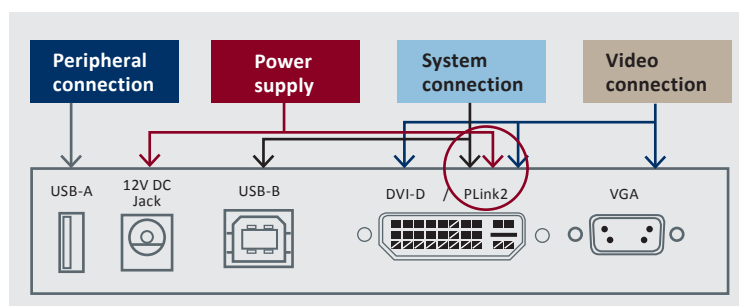 Peripheral
connection
Power
supply
System
connection
Video
connection
USB-A
12V DC
Jack
USB-B
DVI-D / PLink2
VGA